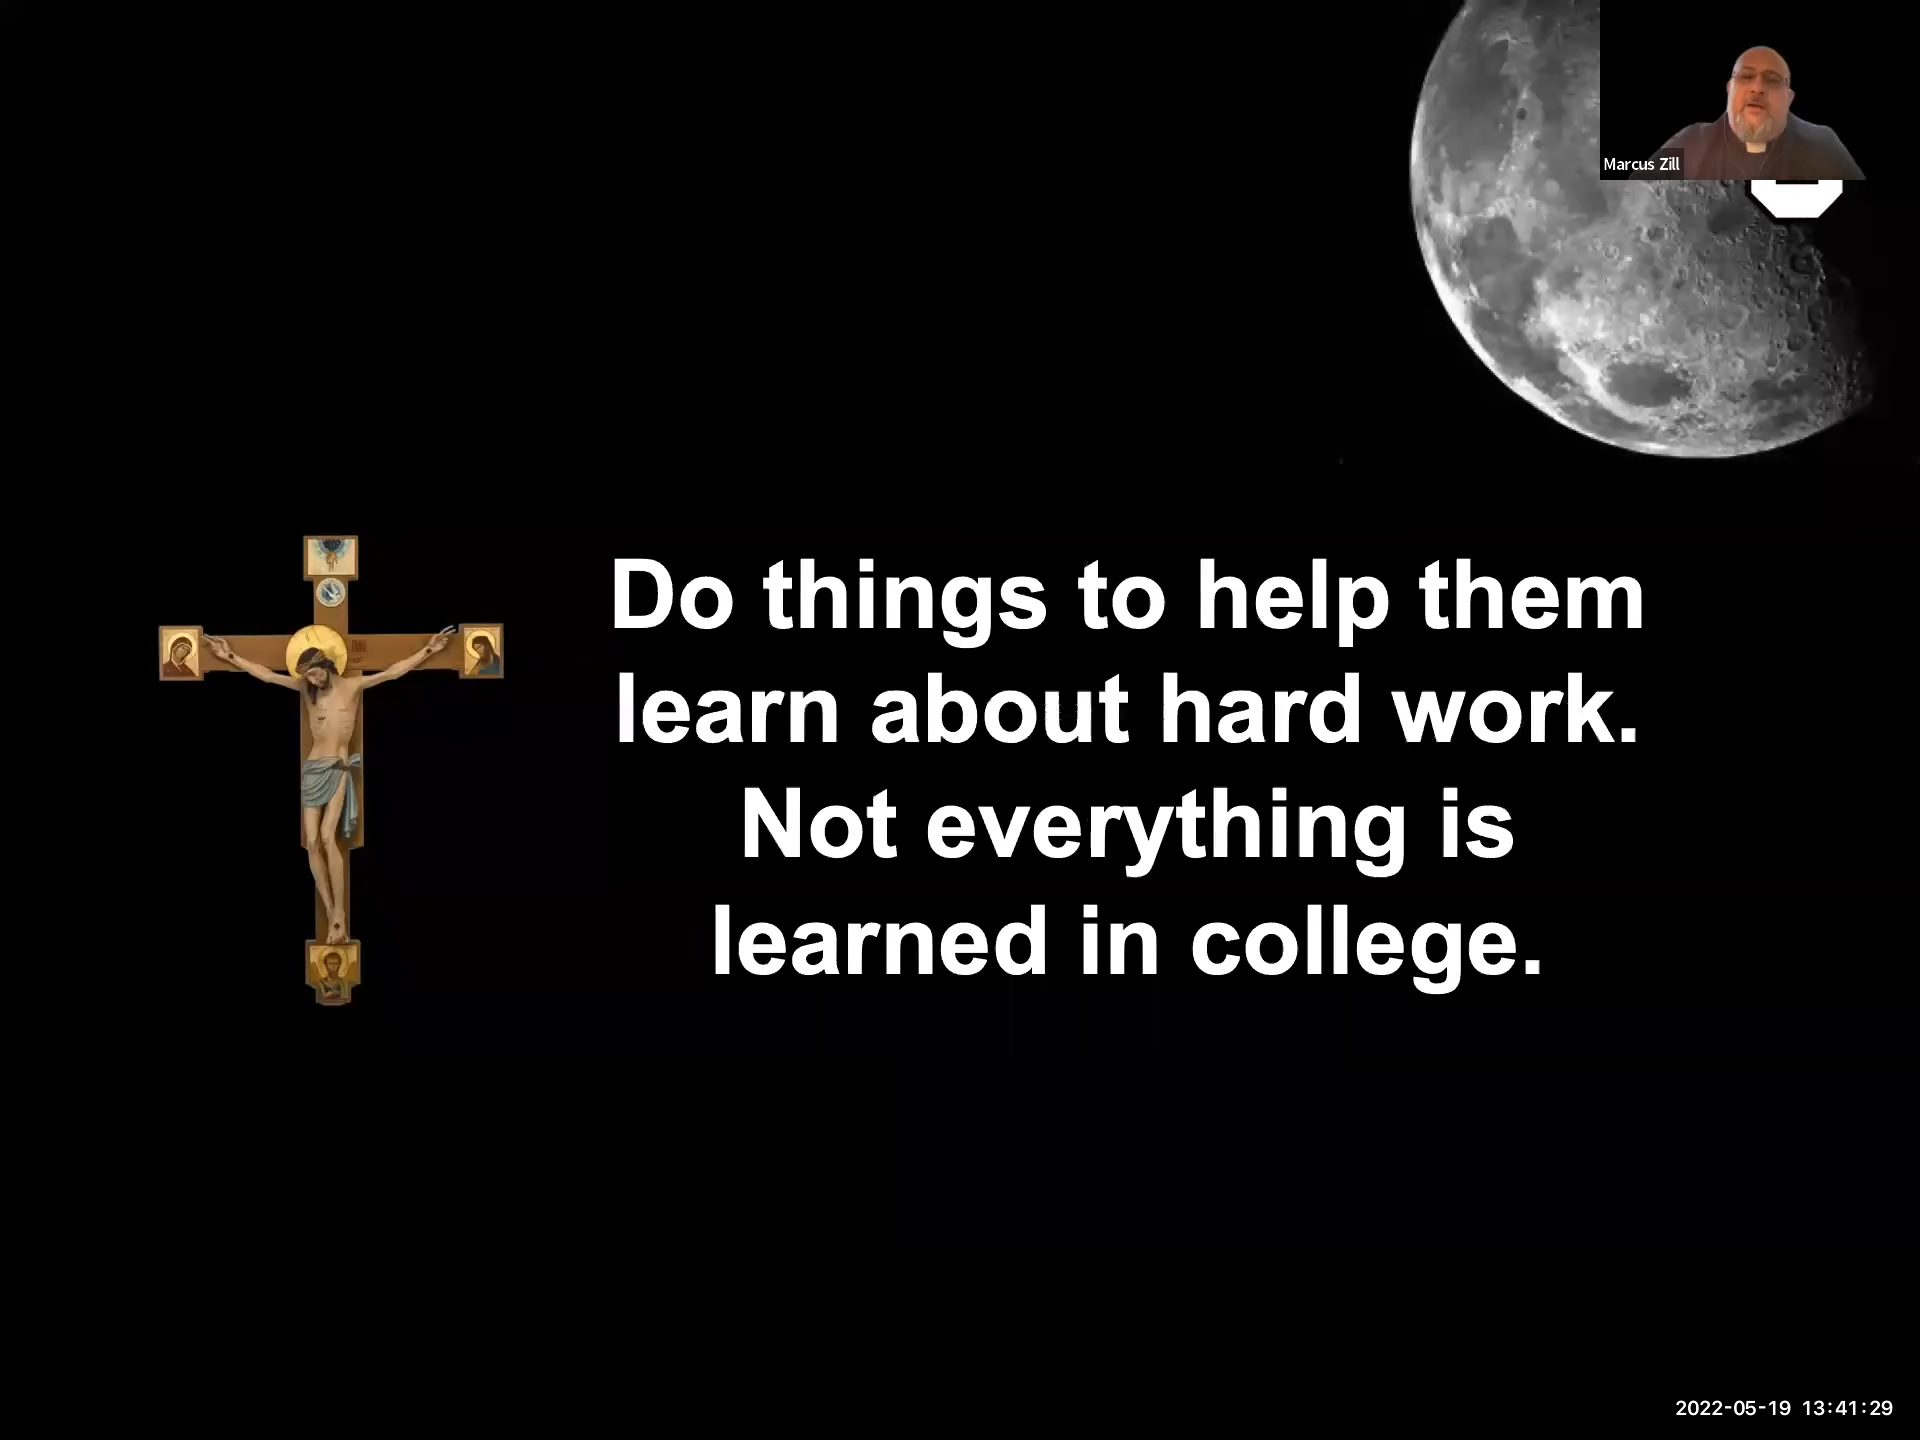 Marcus Zill
Do things to help them
learn about hard work.
Not everything is
learned in college.
2022-05-19 13:41:29